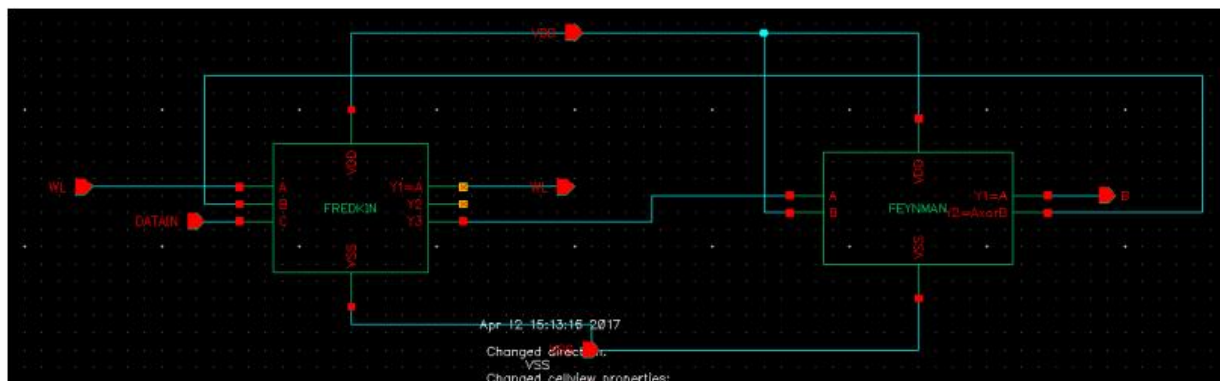 VDD
VDD
VDD
WL
A
Y1=A
WL
A
Y1=A
B
B
FREDKIN
Y2
B
FEYNMAN
Y2=AxorB
DATAIN
C
Y3
VSS
VSS
Apr 12 15:13:15 2017
Changed direction.
VSS
Changed cellview properties: